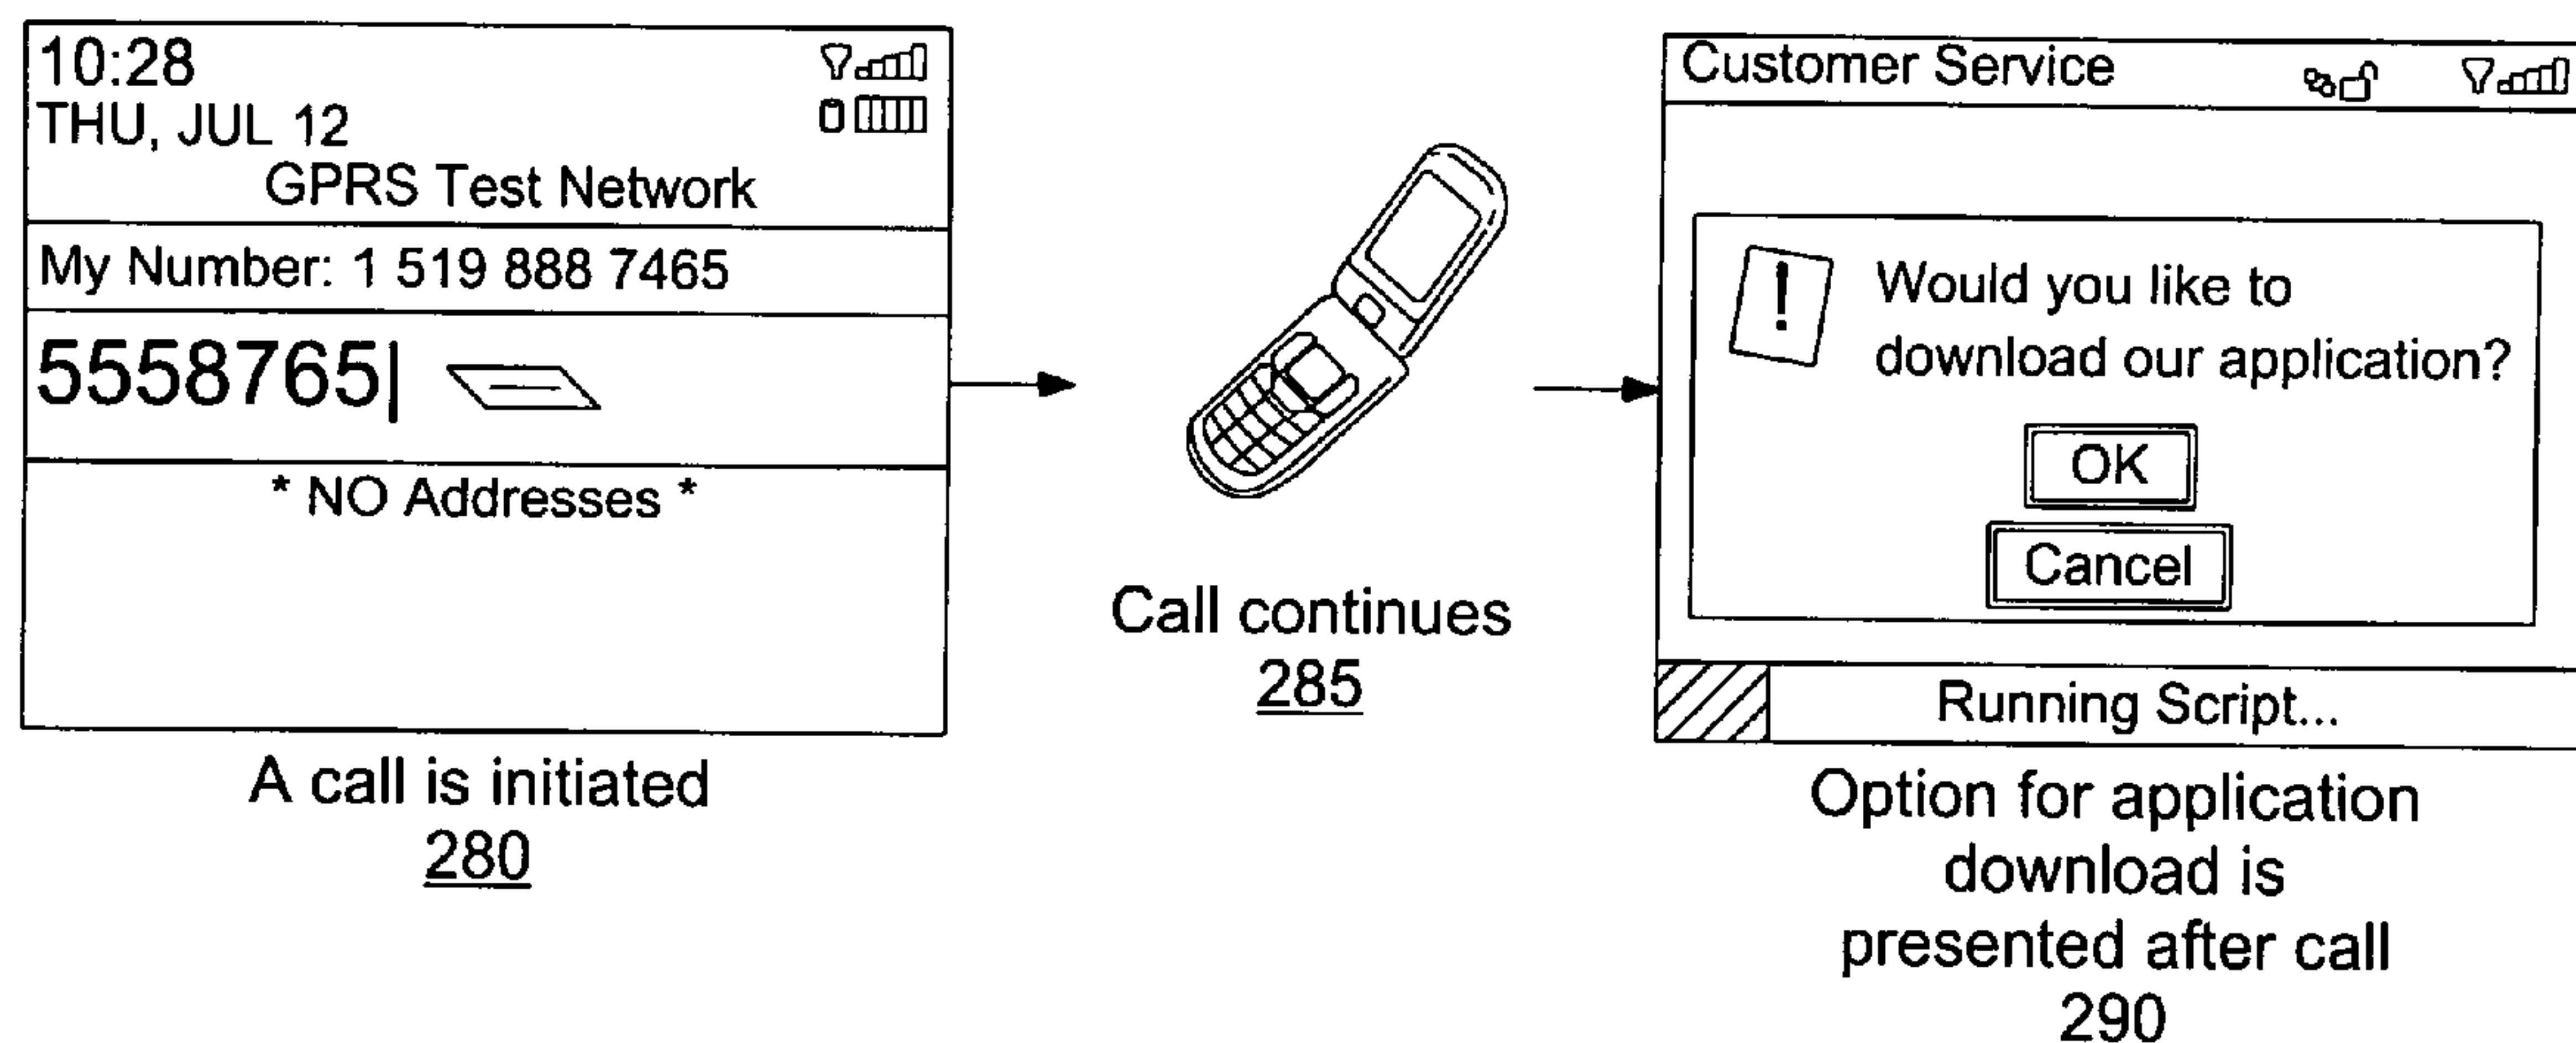 10:28
THU, JUL 12
GPRS Test Network
My Number: 1 519 888 7465
5558765|
* NO Addresses *
A call is initiated
280
Call continues
285
Customer Service
!
Would you like to
download our application?
OK
Cancel
Running Script...
Option for application
download is
presented after call
290